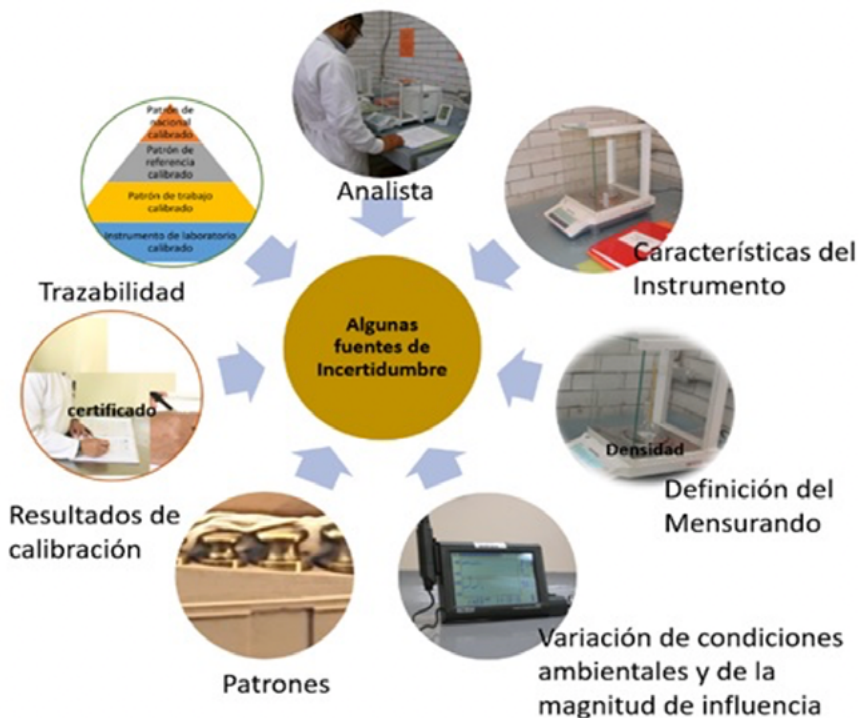 Patrón de
nacional
calibrado
Patrón de
referencia
calibrado
Patrón de trabajo
calibrado
Instrumento de laboratorio
calibrado
Trazabilidad
Analista
Características del
Instrumento
Algunas
fuentes de
Incertidumbre
certificado
Resultados de
calibración
Densidad
Definición del
Mensurando
Patrones
Variación de condiciones
ambientales y de la
magnitud de influencia